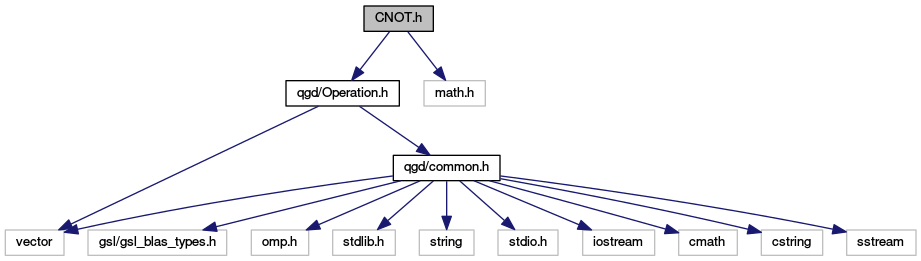 CNOT.h
qgd/Operation.h
math.h
qgd/common.h
vector
gsl/gsl_blas_types.h
omp.h
stdlib.h
string
stdio.h
iostream
cmath
cstring
sstream